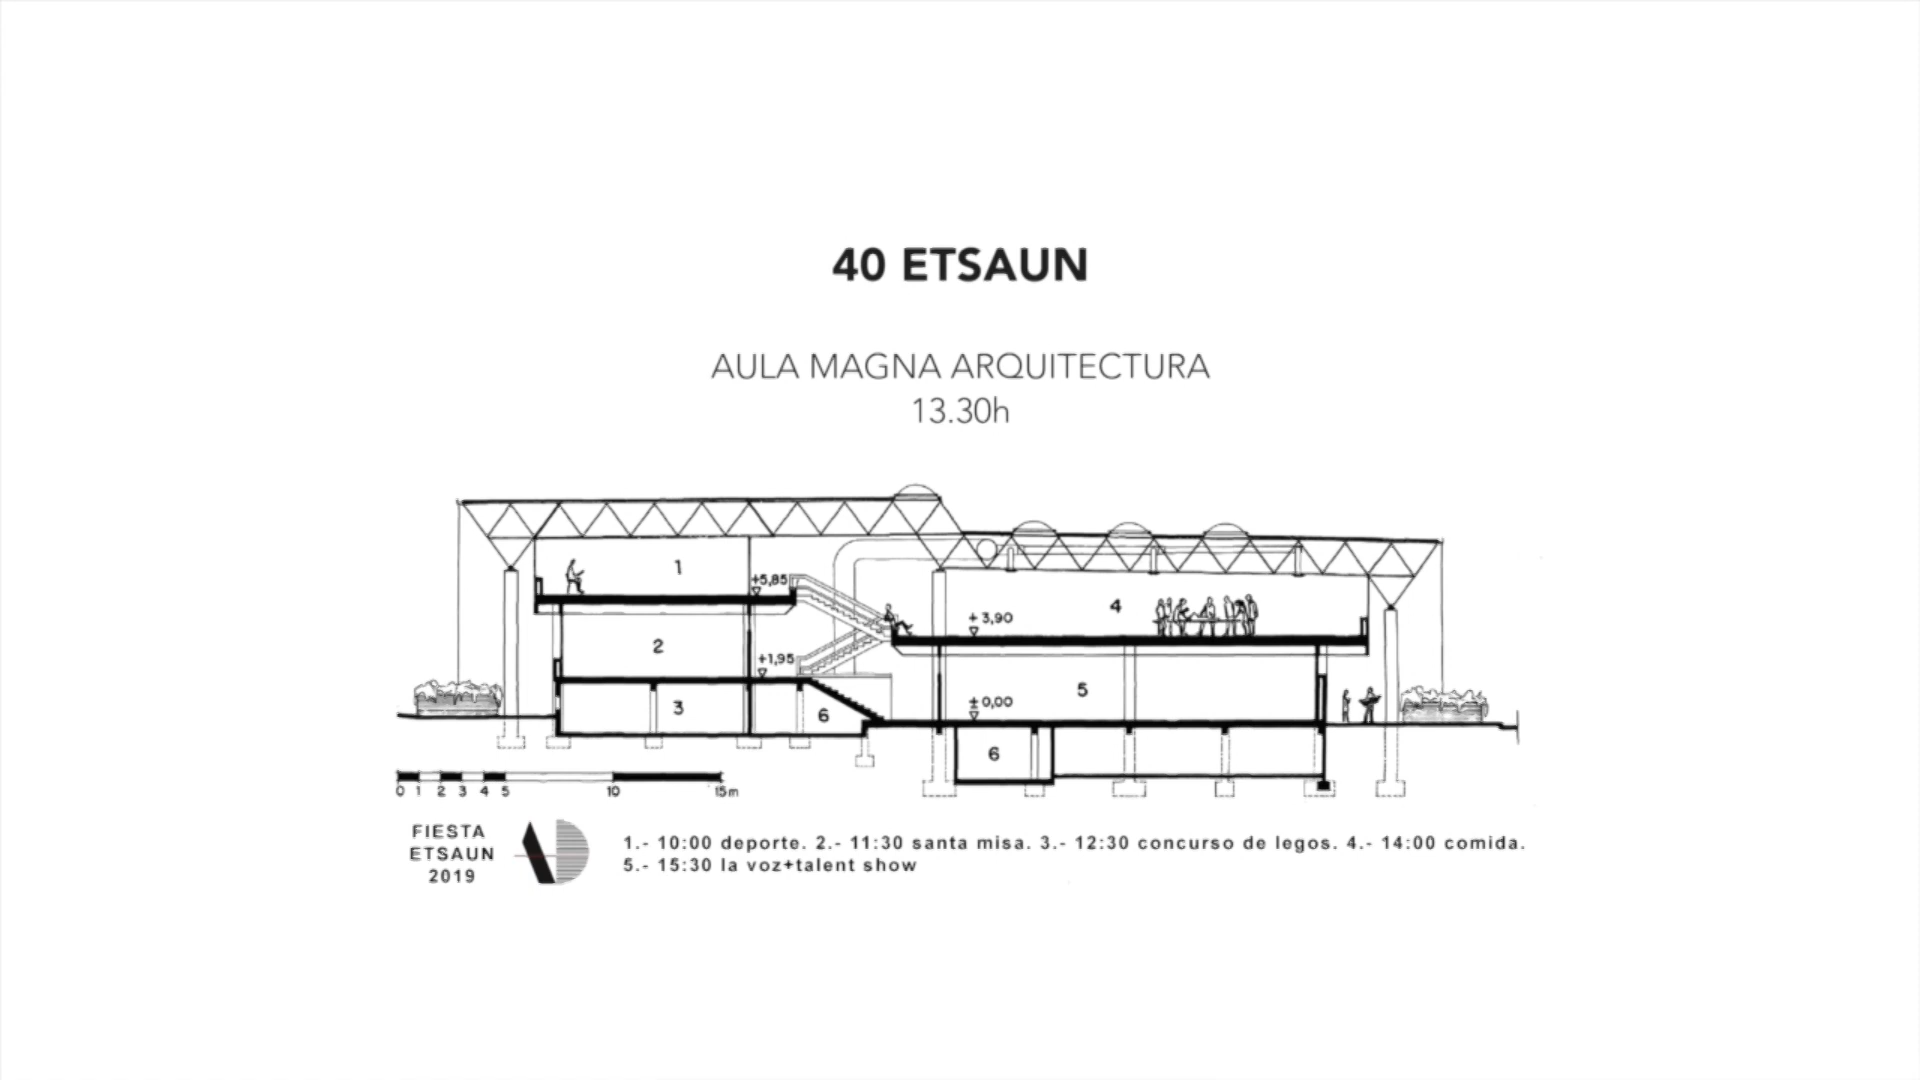 40 ETSAUN
AULA MAGNA ARQUITECTURA
13.30h
1
+5,85
4
+3,90
2
+1,95
5
±0,00
3
6
6
0 1 2 3 4 5 10 15m
FIESTA
ETSAUN
2019
1.- 10:00 deporte. 2.- 11:30 santa misa. 3.- 12:30 concurso de legos. 4.- 14:00 comida.
5.- 15:30 la voz+talent show